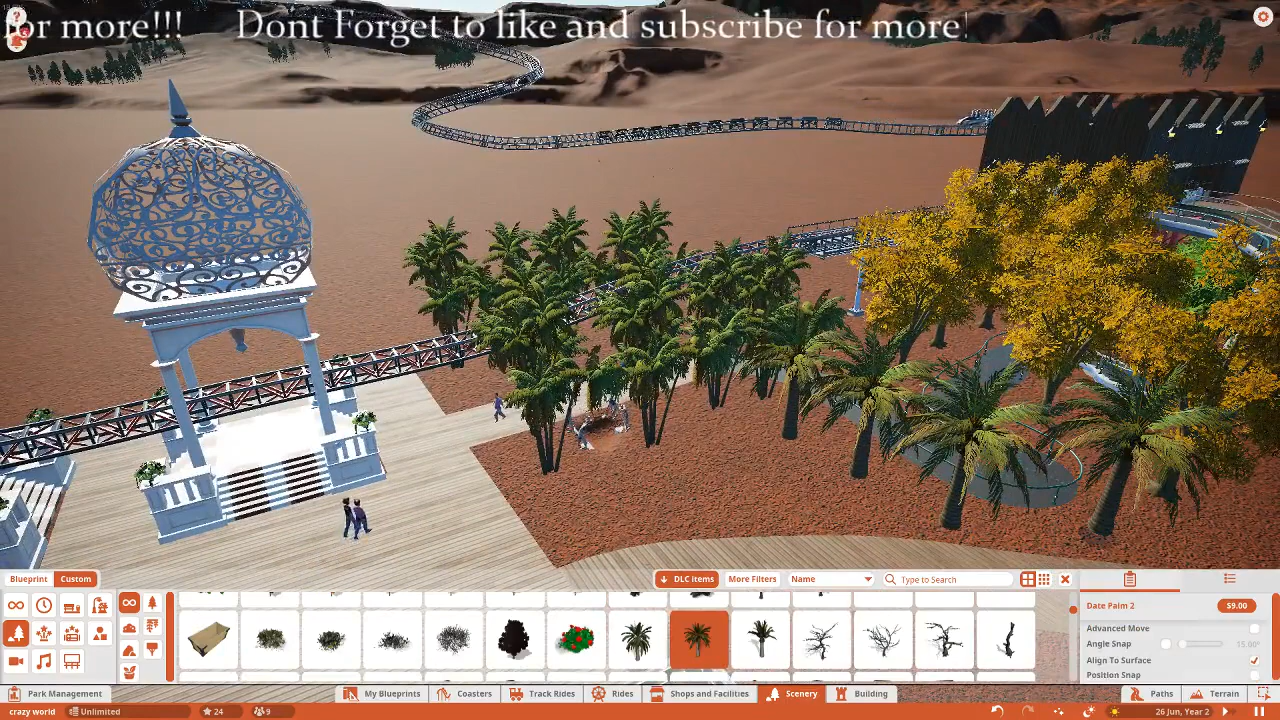 or more!!! Dont Forget to like and subscribe for more!
Blueprint Custom
DLC Items More Filters Name Type to Search
Date Palm 2 $9.00
Advanced Move
Angle Snap 15.00°
Align To Surface
Position Snap
Park Management My Blueprints Coasters Track Rides Rides Shops and Facilities Scenery Building Paths Terrain
crazy world Unlimited 24 9 26 Jun, Year 2